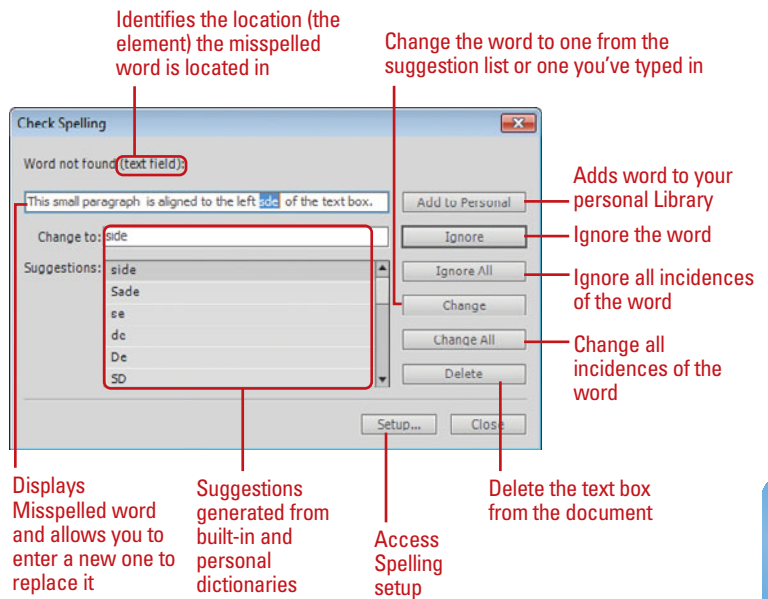 Identifies the location (the
element) the misspelled
word is located in
Change the word to one from the
suggestion list or one you've typed in
Check Spelling
Word not found (text field):
This small paragraph is aligned to the left sde of the text box.
Add to Personal
Adds word to your
personal Library
Change to: side
Ignore
Ignore the word
Suggestions: side
Sade
se
dc
De
SD
Ignore All
Ignore all incidences
of the word
Change
Change All
Change all
incidences of the
word
Delete
Setup...
Close
Displays
Misspelled word
and allows you to
enter a new one to
replace it
Suggestions
generated from
built-in and
personal
dictionaries
Access
Spelling
setup
Delete the text box
from the document